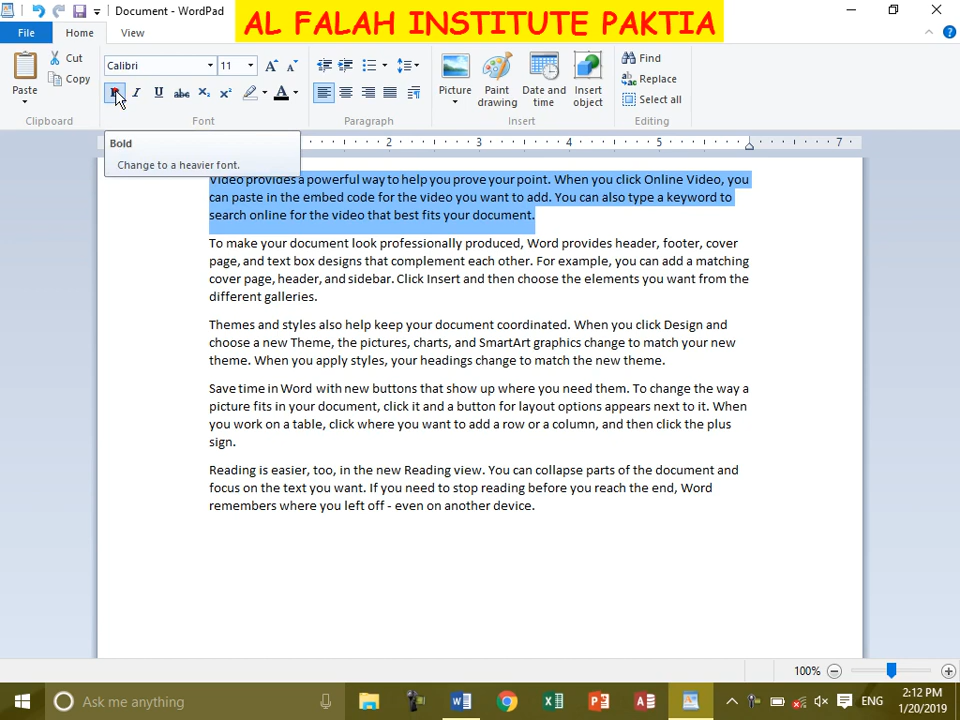 Document - WordPad
AL FALAH INSTITUTE PAKTIA
File Home View
Paste
Cut
Copy
Clipboard
Calibri 11
abc
Font
Paragraph
Picture
Paint drawing
Date and time
Insert object
Insert
Find
Replace
Select all
Editing
Bold
Change to a heavier font.
2 3 4 5 6 7
Video provides a powerful way to help you prove your point. When you click Online Video, you
can paste in the embed code for the video you want to add. You can also type a keyword to
search online for the video that best fits your document.
To make your document look professionally produced, Word provides header, footer, cover
page, and text box designs that complement each other. For example, you can add a matching
cover page, header, and sidebar. Click Insert and then choose the elements you want from the
different galleries.
Themes and styles also help keep your document coordinated. When you click Design and
choose a new Theme, the pictures, charts, and SmartArt graphics change to match your new
theme. When you apply styles, your headings change to match the new theme.
Save time in Word with new buttons that show up where you need them. To change the way a
picture fits in your document, click it and a button for layout options appears next to it. When
you work on a table, click where you want to add a row or a column, and then click the plus
sign.
Reading is easier, too, in the new Reading view. You can collapse parts of the document and
focus on the text you want. If you need to stop reading before you reach the end, Word
remembers where you left off - even on another device.
100%
Ask me anything
ENG
2:12 PM
1/20/2019